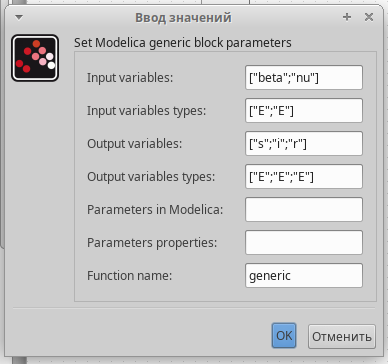 Ввод значений
Set Modelica generic block parameters
Input variables: ["beta";"nu"]
Input variables types: ["E";"E"]
Output variables: ["s";"i";"r"]
Output variables types: ["E";"E";"E"]
Parameters in Modelica:
Parameters properties:
Function name: generic
OK Отменить